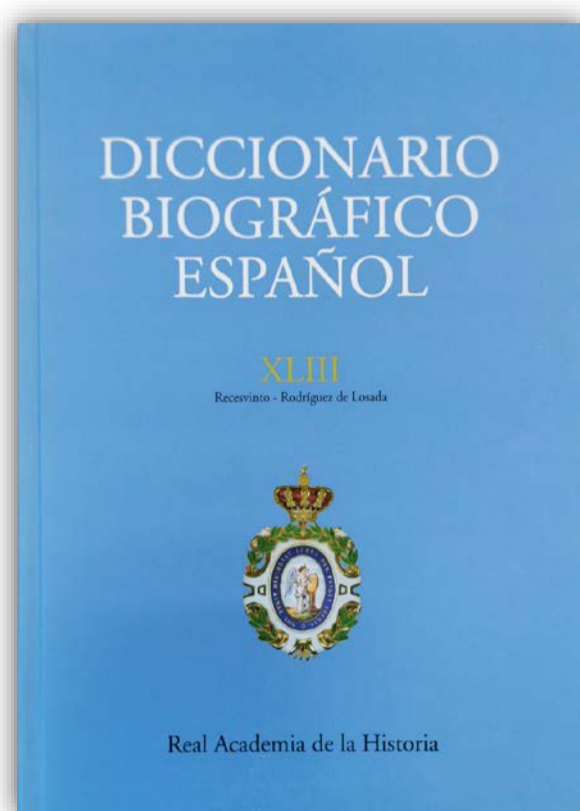 DICCIONARIO
BIOGRÁFICO
ESPAÑOL
XLIII
Recesvinto - Rodríguez de Losada
Real Academia de la Historia